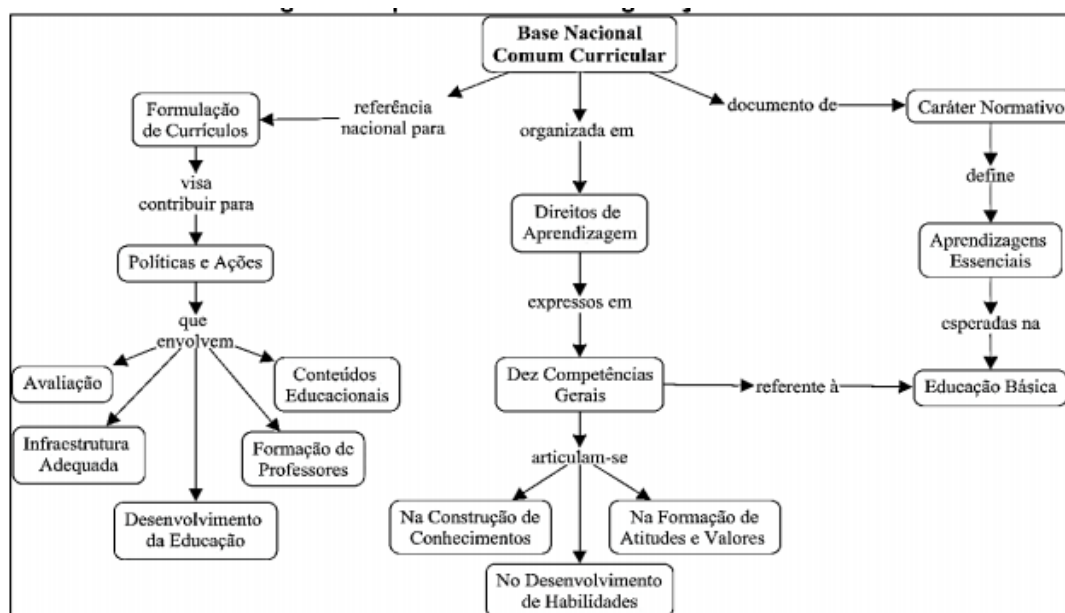 Base Nacional
Comum Curricular
referência
nacional para
Formulação
de Currículos
visa
contribuir para
Políticas e Ações
que
envolvem
Avaliação
Infraestrutura
Adequada
Desenvolvimento
da Educação
Formação de
Professores
Conteúdos
Educacionais
organizada em
Direitos de
Aprendizagem
expressos em
Dez Competências
Gerais
referente à
articulam-se
Na Construção de
Conhecimentos
No Desenvolvimento
de Habilidades
Na Formação de
Atitudes e Valores
documento de
Caráter Normativo
define
Aprendizagens
Essenciais
esperadas na
Educação Básica